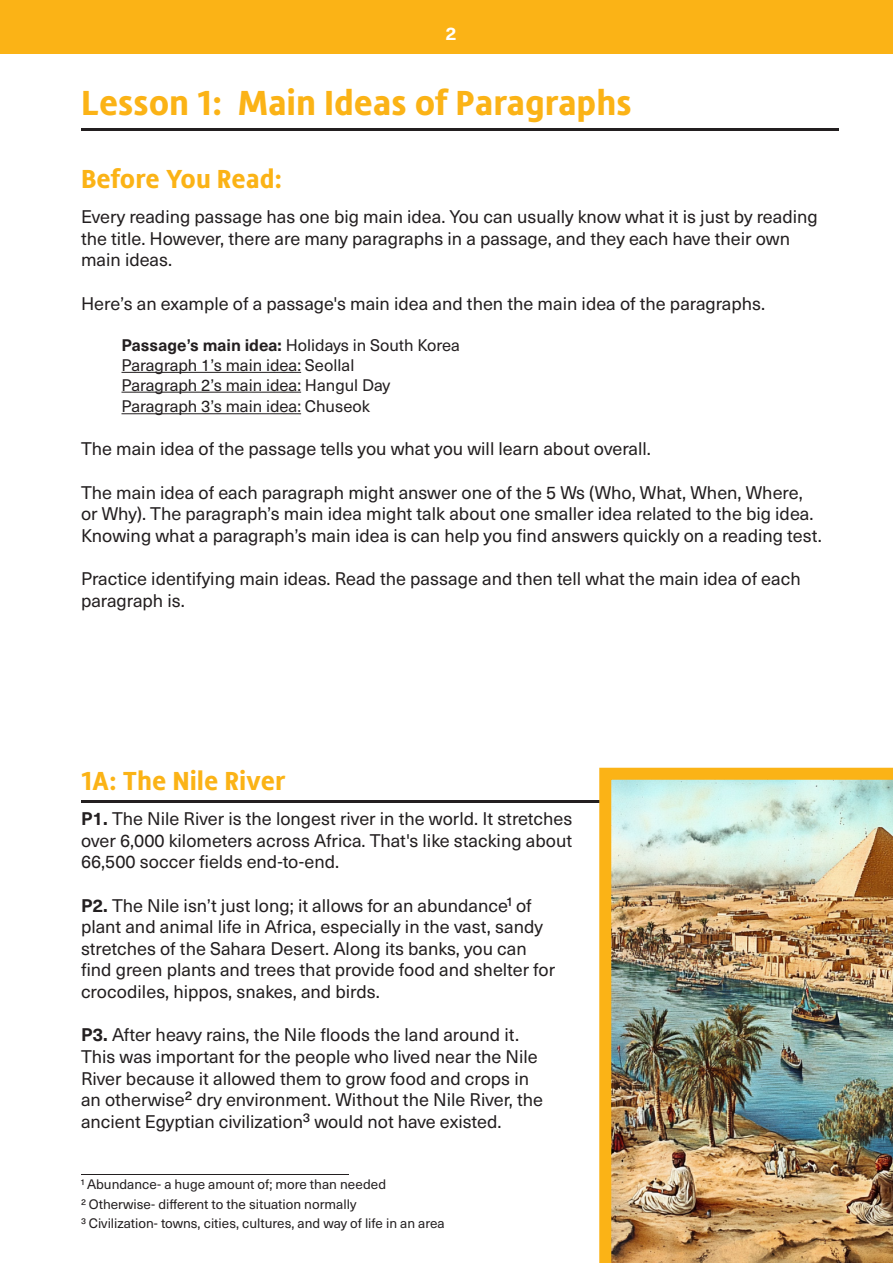 2
Lesson 1:  Main Ideas of Paragraphs
Before You Read:
Every reading passage has one big main idea. You can usually know what it is just by reading
the title. However, there are many paragraphs in a passage, and they each have their own
main ideas.
Here’s an example of a passage's main idea and then the main idea of the paragraphs.
Passage’s main idea: Holidays in South Korea
Paragraph 1’s main idea: Seollal
Paragraph 2’s main idea: Hangul Day
Paragraph 3’s main idea: Chuseok
The main idea of the passage tells you what you will learn about overall.
The main idea of each paragraph might answer one of the 5 Ws (Who, What, When, Where,
or Why). The paragraph’s main idea might talk about one smaller idea related to the big idea.
Knowing what a paragraph’s main idea is can help you find answers quickly on a reading test.
Practice identifying main ideas. Read the passage and then tell what the main idea of each
paragraph is.
1A: The Nile River
P1. The Nile River is the longest river in the world. It stretches
over 6,000 kilometers across Africa. That's like stacking about
66,500 soccer fields end-to-end.
P2. The Nile isn’t just long; it allows for an abundance¹ of
plant and animal life in Africa, especially in the vast, sandy
stretches of the Sahara Desert. Along its banks, you can
find green plants and trees that provide food and shelter for
crocodiles, hippos, snakes, and birds.
P3. After heavy rains, the Nile floods the land around it.
This was important for the people who lived near the Nile
River because it allowed them to grow food and crops in
an otherwise² dry environment. Without the Nile River, the
ancient Egyptian civilization³ would not have existed.
¹ Abundance- a huge amount of; more than needed
² Otherwise- different to the situation normally
³ Civilization- towns, cities, cultures, and way of life in an area